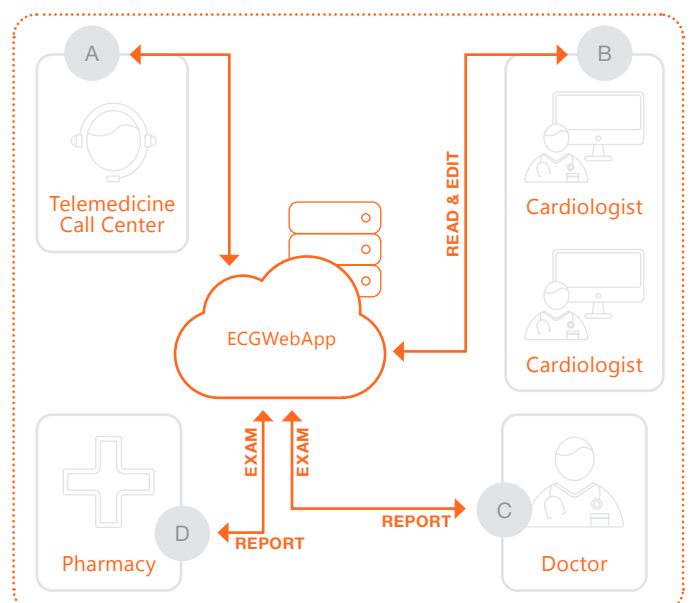 A
B
Telemedicine
Call Center
READ & EDIT
Cardiologist
ECGWebApp
Cardiologist
EXAM
EXAM
D
REPORT
REPORT
C
Pharmacy
Doctor